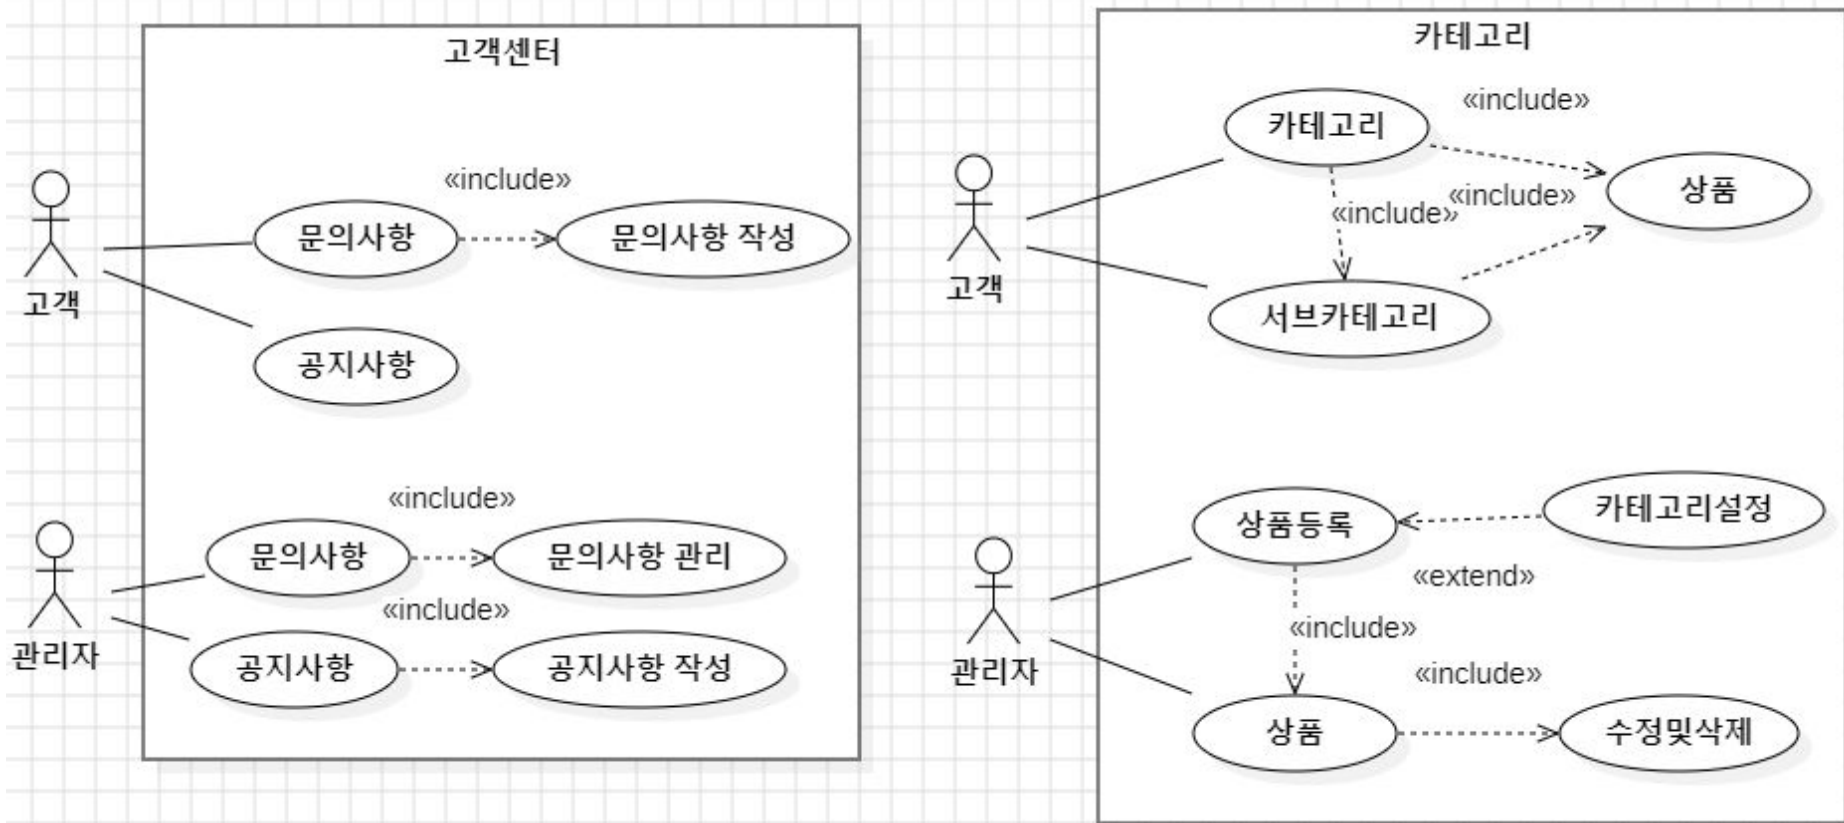 고객센터
«include»
문의사항
문의사항 작성
고객
공지사항
«include»
문의사항
문의사항 관리
«include»
관리자
공지사항
공지사항 작성
카테고리
«include»
카테고리
상품
«include»
«include»
고객
서브카테고리
카테고리설정
상품등록
«extend»
«include»
관리자
«include»
상품
수정및삭제